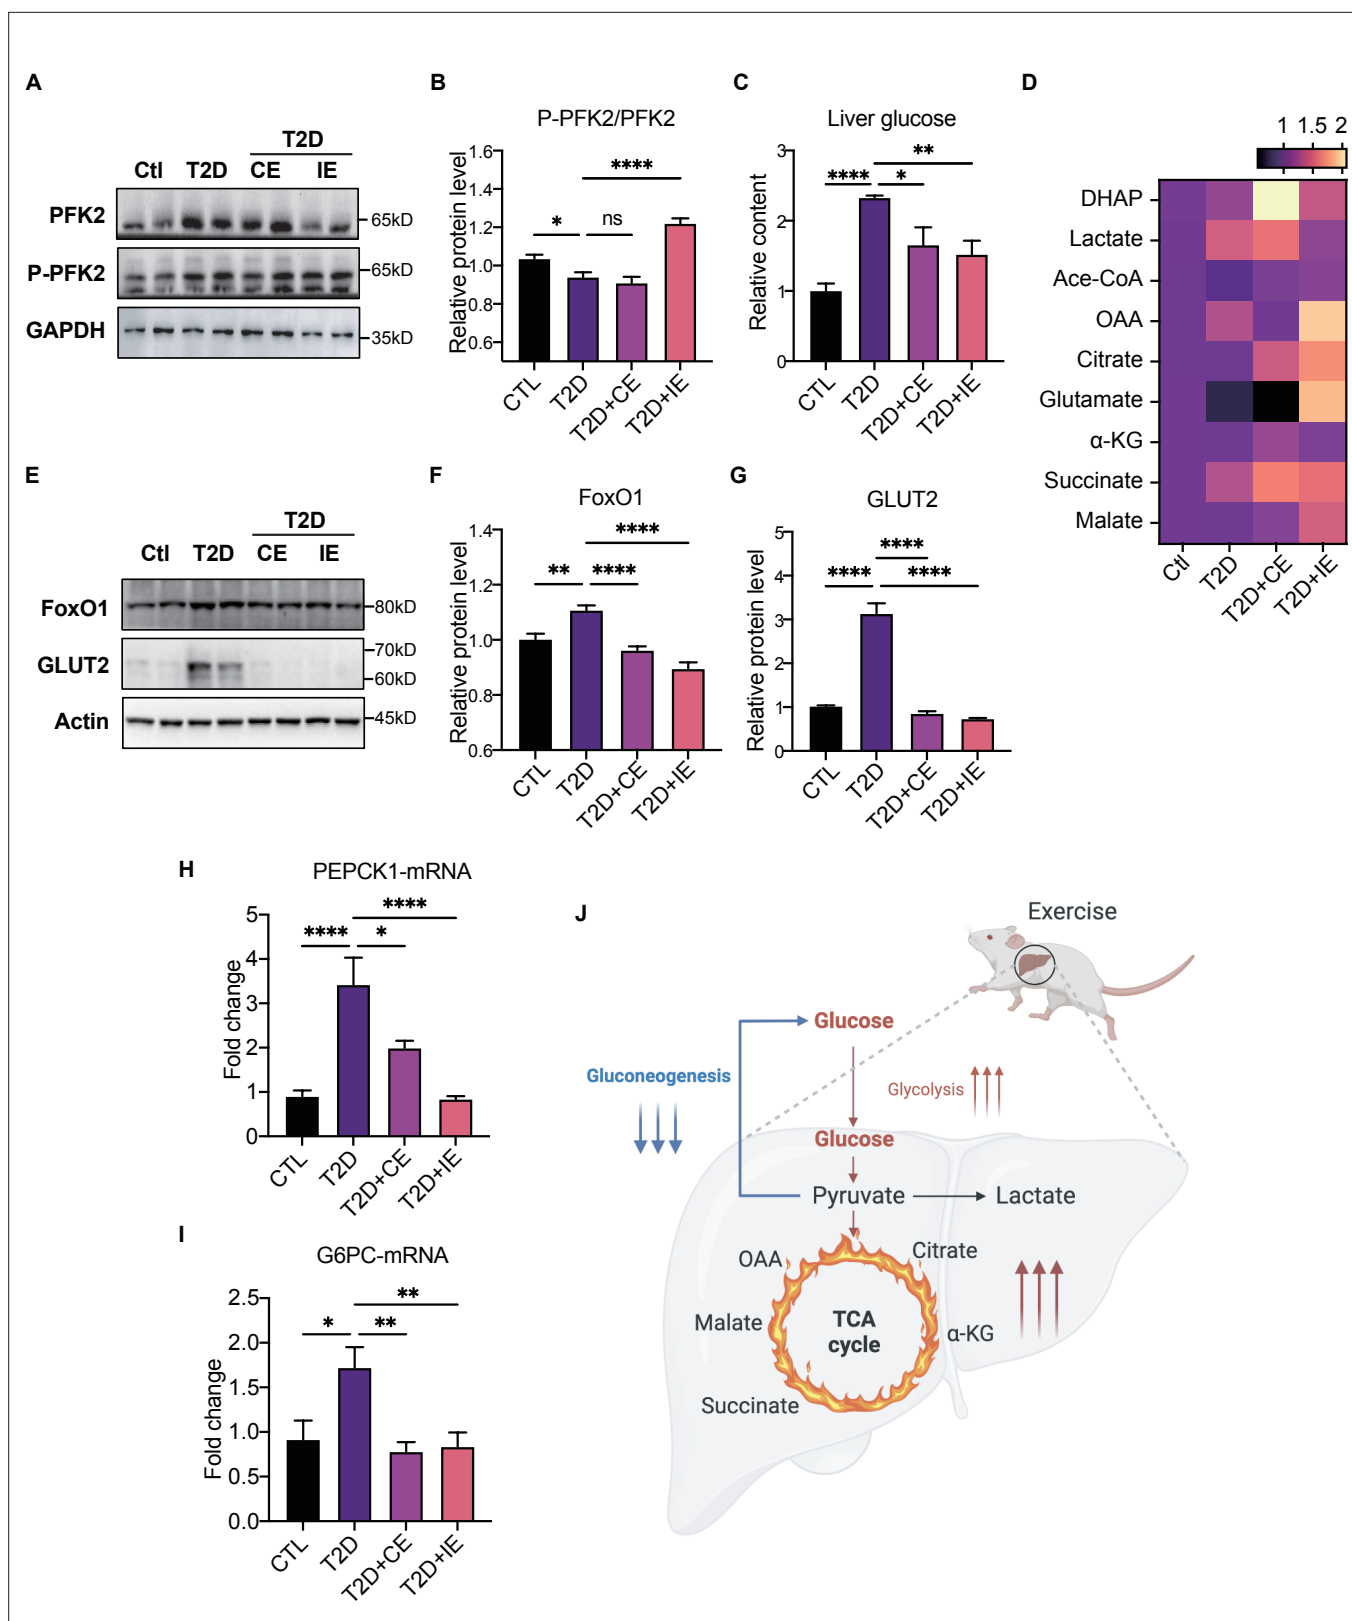 A
T2D
Ctl T2D CE IE
PFK2
65kD
P-PFK2
65kD
GAPDH
35kD
B
P-PFK2/PFK2
Relative protein level
1.6
1.4
1.2
1.0
0.8
0.6
****
*
ns
CTL
T2D
T2D+CE
T2D+IE
C
Liver glucose
Relative content
3
2
1
0
**
****
*
CTL
T2D
T2D+CE
T2D+IE
D
1 1.5 2
DHAP
Lactate
Ace-CoA
OAA
Citrate
Glutamate
α-KG
Succinate
Malate
Ctl
T2D
T2D+CE
T2D+IE
E
T2D
Ctl T2D CE IE
FoxO1
80kD
GLUT2
70kD
60kD
Actin
45kD
F
FoxO1
Relative protein level
1.4
1.2
1.0
0.8
0.6
****
**
****
CTL
T2D
T2D+CE
T2D+IE
G
GLUT2
Relative protein level
5
4
3
2
1
0
****
****
****
CTL
T2D
T2D+CE
T2D+IE
H
PEPCK1-mRNA
Fold change
5
4
3
2
1
0
****
****
*
CTL
T2D
T2D+CE
T2D+IE
I
G6PC-mRNA
Fold change
2.5
2.0
1.5
1.0
0.5
0.0
**
*
**
CTL
T2D
T2D+CE
T2D+IE
J
Exercise
Glucose
Gluconeogenesis
Glycolysis
Glucose
Pyruvate
Lactate
OAA
Citrate
Malate
TCA
cycle
α-KG
Succinate